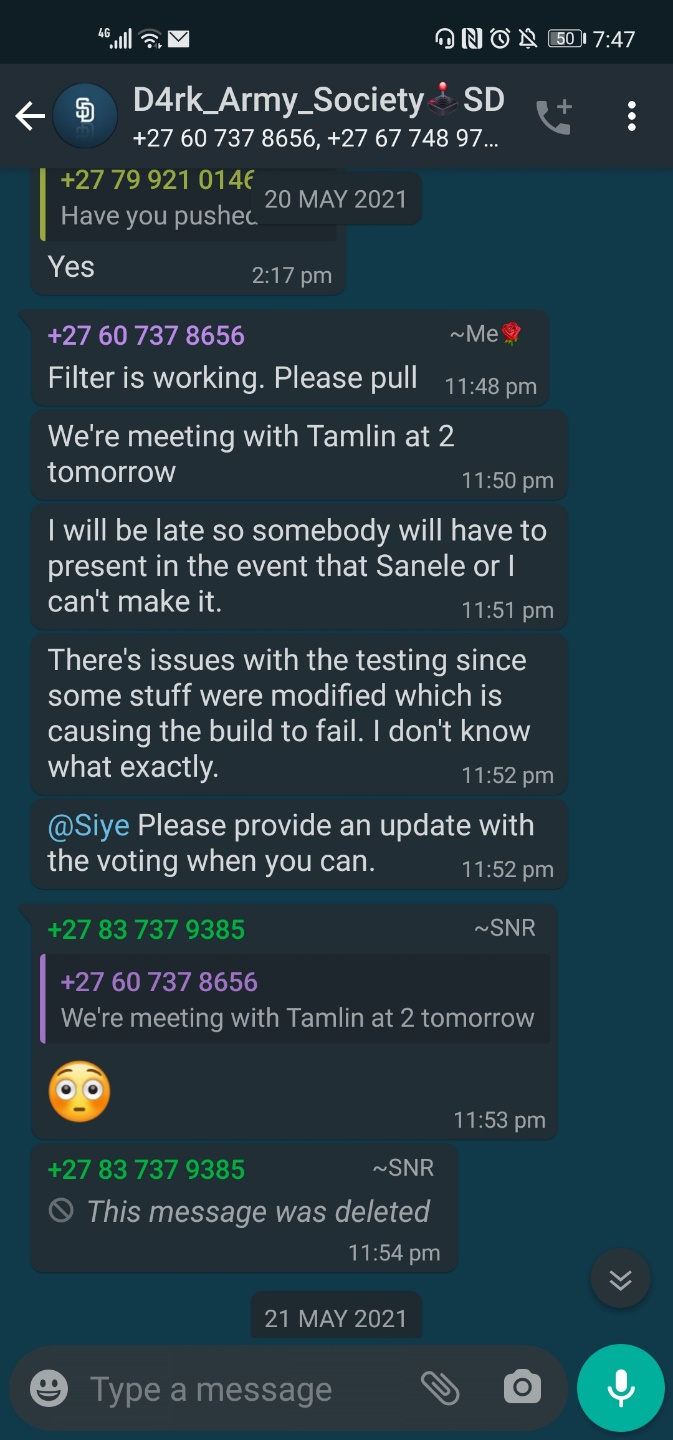 4G 50 7:47
D4rk_Army_Society🕹️SD
+27 60 737 8656, +27 67 748 97...
+27 79 921 0146
20 MAY 2021
Have you pushed
Yes 2:17 pm
+27 60 737 8656 ~Me🌹
Filter is working. Please pull 11:48 pm
We're meeting with Tamlin at 2
tomorrow 11:50 pm
I will be late so somebody will have to
present in the event that Sanele or I
can't make it. 11:51 pm
There's issues with the testing since
some stuff were modified which is
causing the build to fail. I don't know
what exactly. 11:52 pm
@Siye Please provide an update with
the voting when you can. 11:52 pm
+27 83 737 9385 ~SNR
+27 60 737 8656
We're meeting with Tamlin at 2 tomorrow
😳
11:53 pm
+27 83 737 9385 ~SNR
This message was deleted
11:54 pm
21 MAY 2021
Type a message